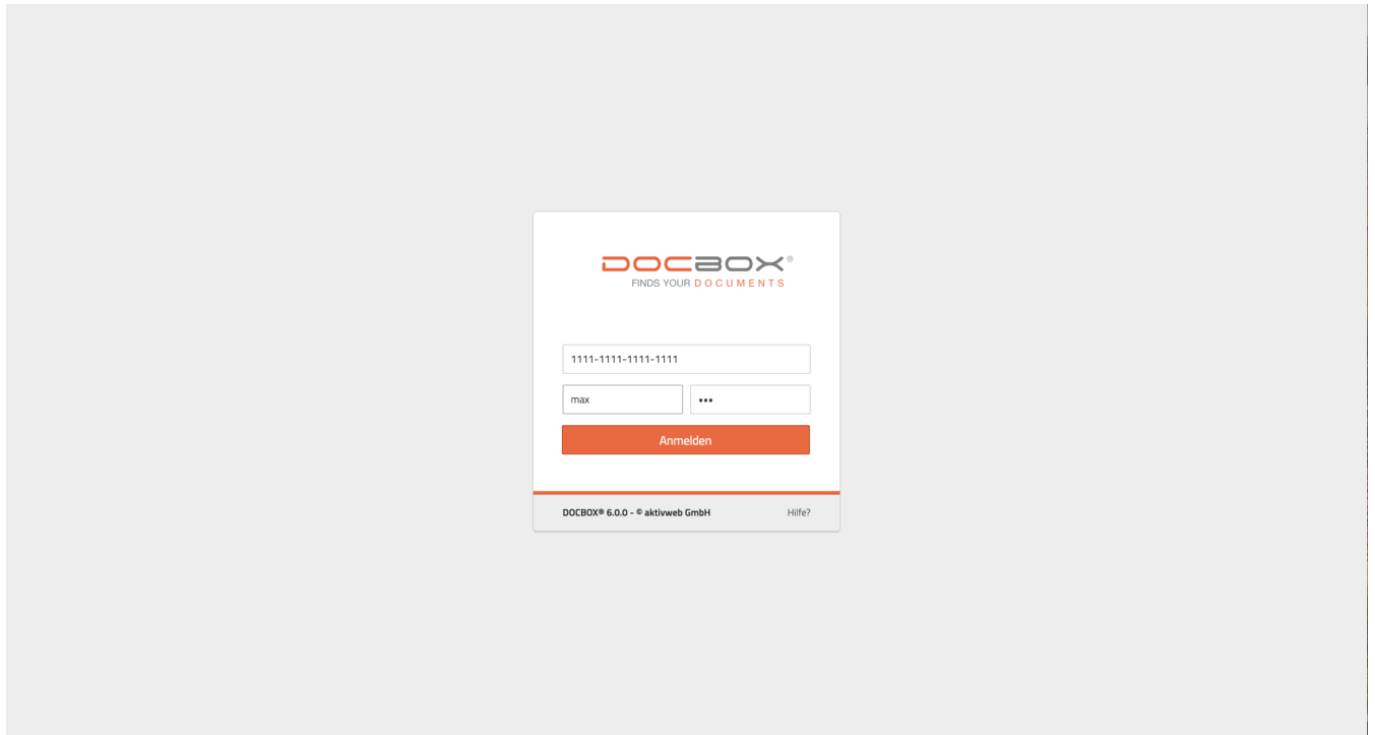 DOCBOX®
FINDS YOUR DOCUMENTS
1111-1111-1111-1111
max •••
Anmelden
DOCBOX® 6.0.0 - © aktivweb GmbH Hilfe?